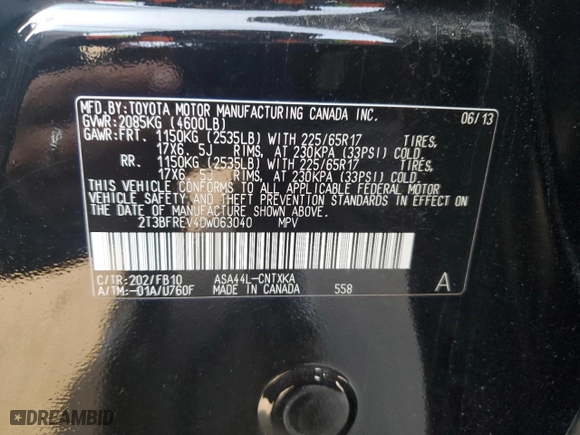 MFD.BY:TOYOTA MOTOR MANUFACTURING CANADA INC. 06/13
GVWR:2085KG (4600LB)
GAWR:FRT. 1150KG (2535LB) WITH 225/65R17 TIRES,
17X6. 5J RIMS, AT 230KPA (33PSI) COLD
RR. 1150KG (2535LB) WITH 225/65R17 TIRES,
17X6. 5J RIMS, AT 230KPA (33PSI) COLD
THIS VEHICLE CONFORMS TO ALL APPLICABLE FEDERAL MOTOR
VEHICLE SAFETY AND THEFT PREVENTION STANDARDS IN EFFECT
ON THE DATE OF MANUFACTURE SHOWN ABOVE.
2T3BFREV4DW063040 MPV
C/TR:202/FB10 ASA44L-CNTXKA
A/TM:-01A/U760F MADE IN CANADA 558 A
DREAMBID